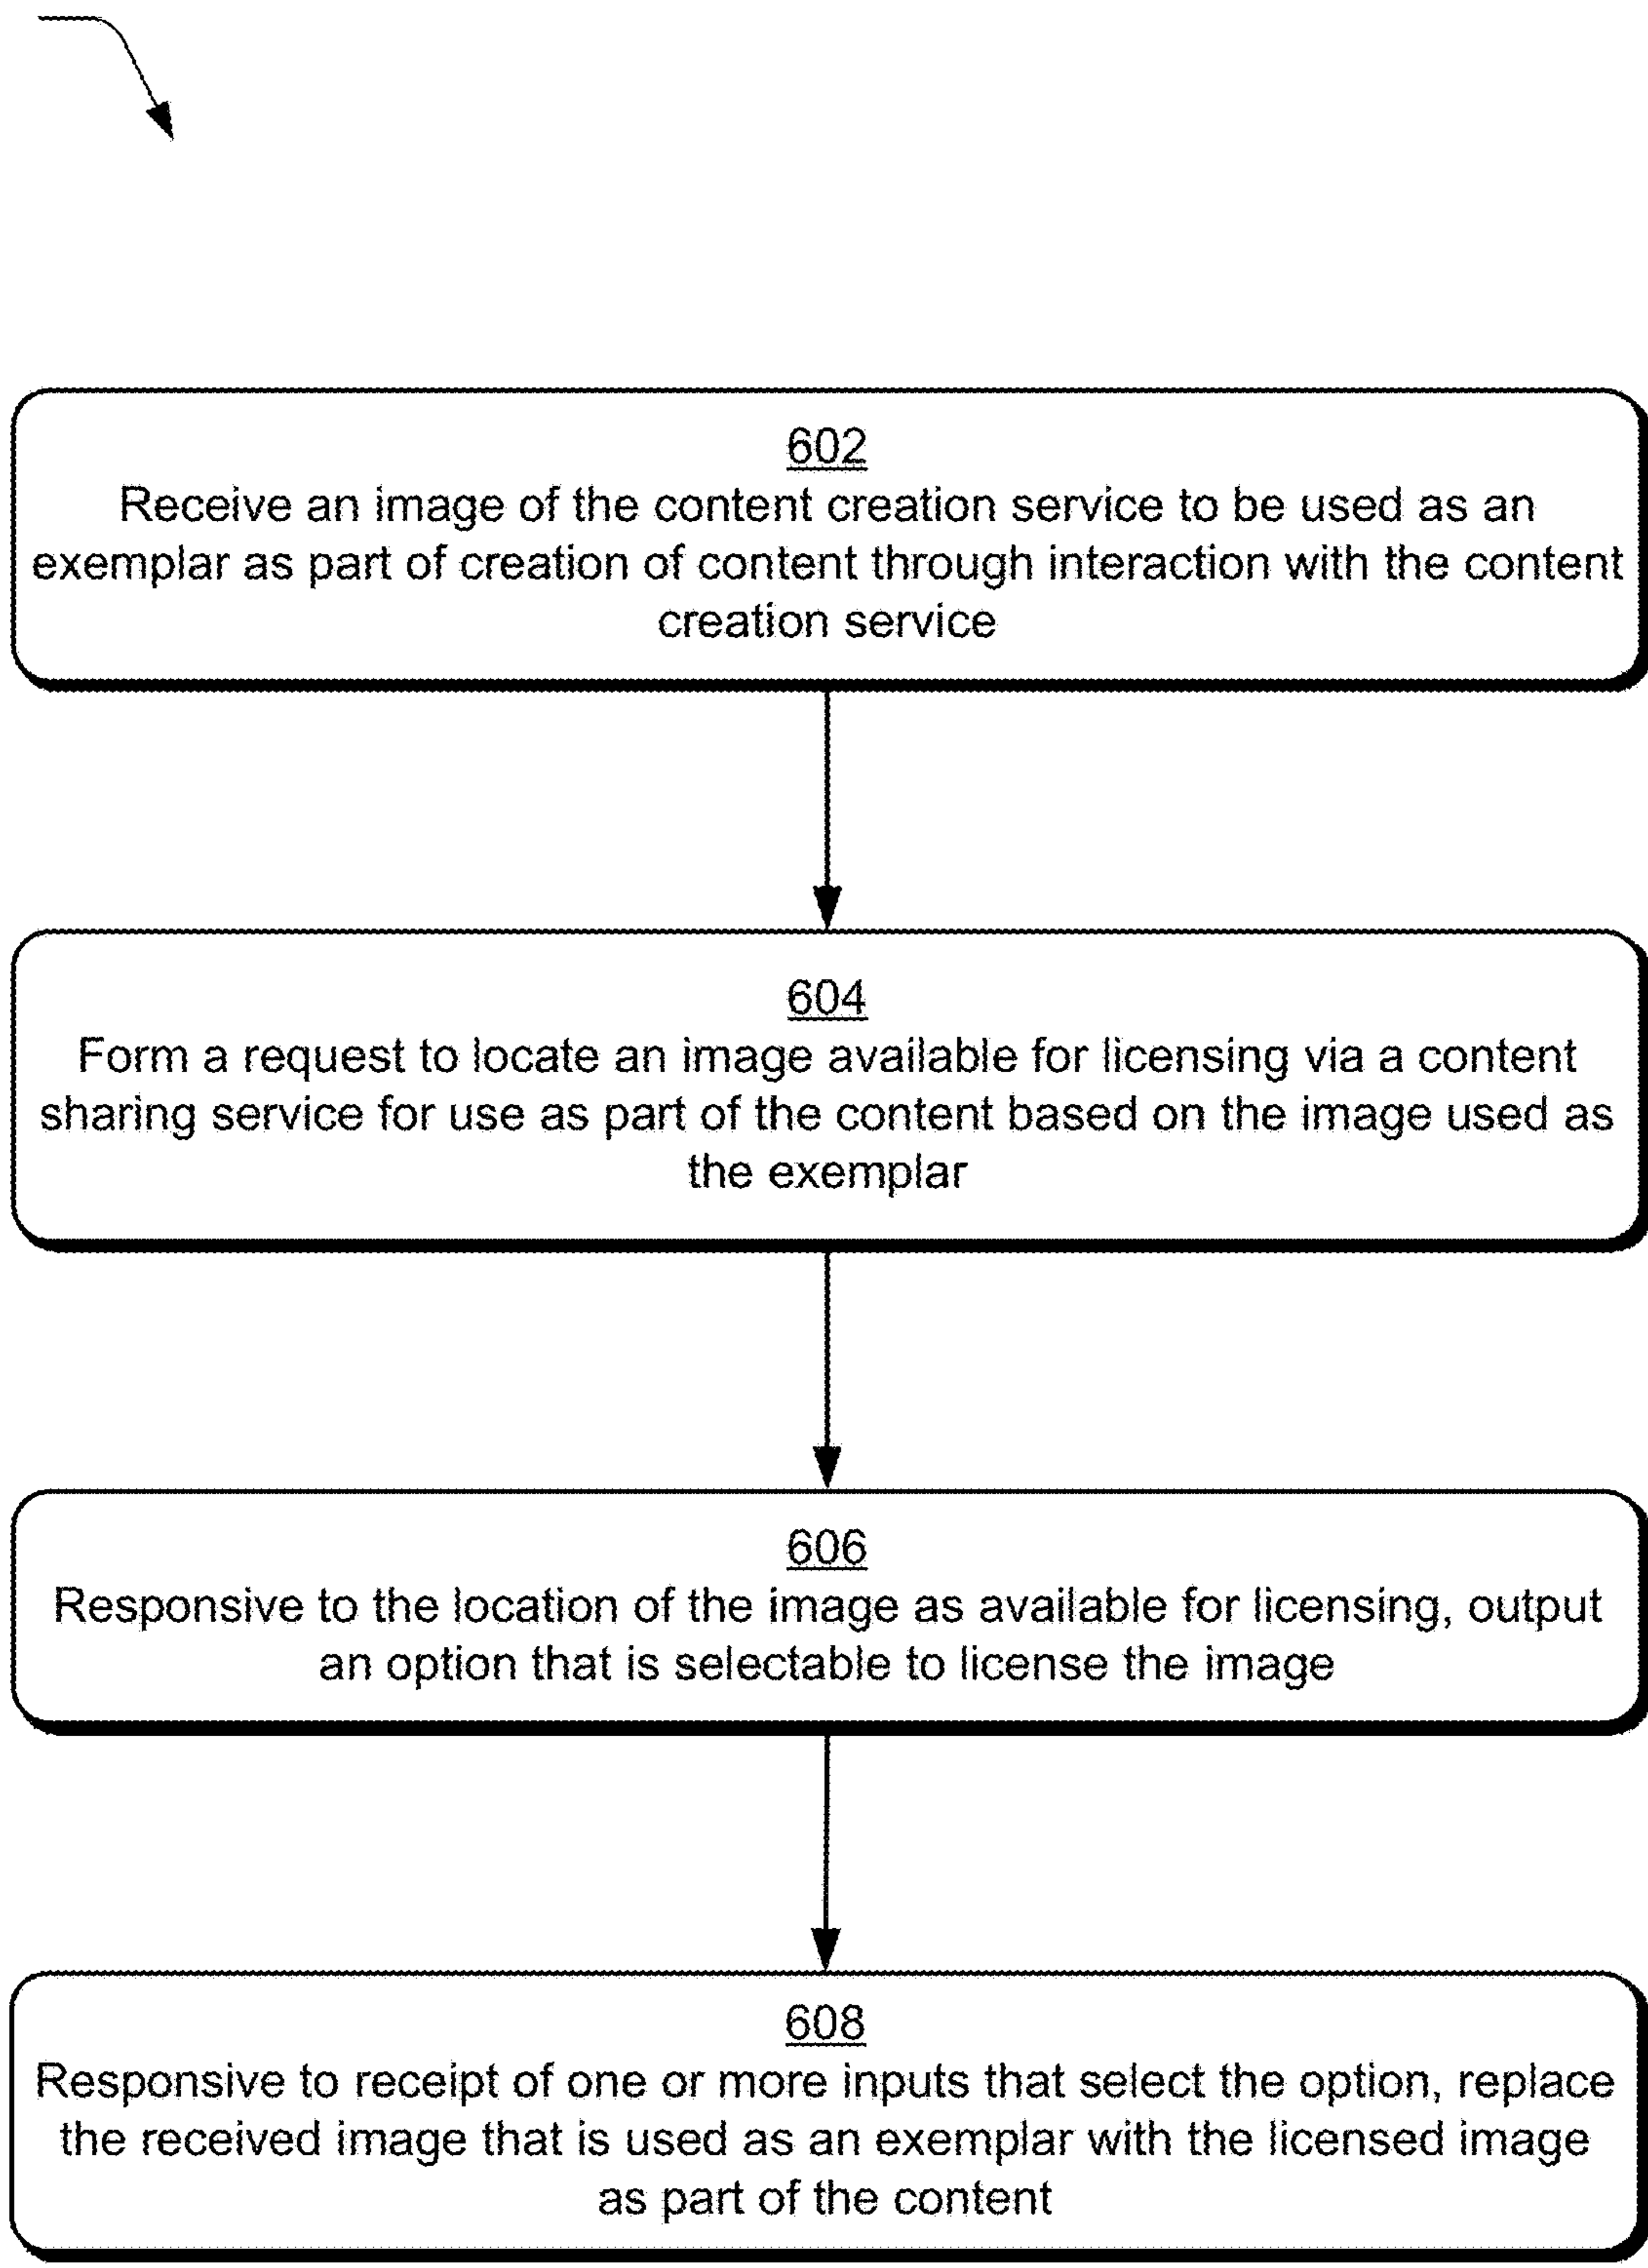 602
Receive an image of the content creation service to be used as an
exemplar as part of creation of content through interaction with the content
creation service
604
Form a request to locate an image available for licensing via a content
sharing service for use as part of the content based on the image used as
the exemplar
606
Responsive to the location of the image as available for licensing, output
an option that is selectable to license the image
608
Responsive to receipt of one or more inputs that select the option, replace
the received image that is used as an exemplar with the licensed image
as part of the content